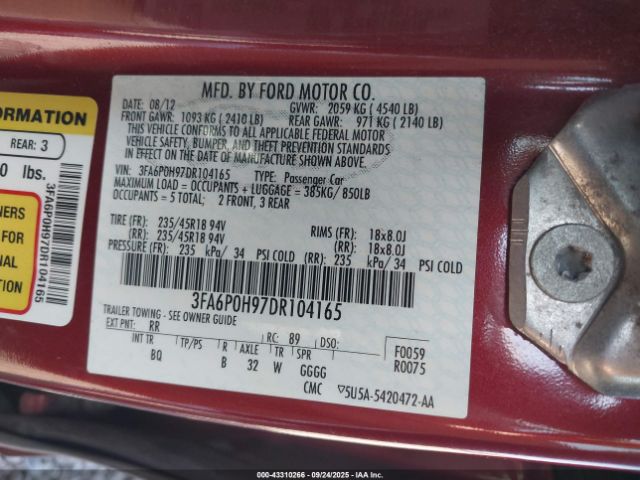 MFD. BY FORD MOTOR CO.
08/12 GVWR: 2059 KG ( 4540 LB)
FRONT GAWR: 1093 KG ( 2410 LB) REAR GAWR: 971 KG ( 2140 LB)
THIS VEHICLE CONFORMS TO ALL APPLICABLE FEDERAL MOTOR
VEHICLE SAFETY, BUMPER, AND THEFT PREVENTION STANDARDS
IN EFFECT ON THE DATE OF MANUFACTURE SHOWN ABOVE.
VIN: 3FA6P0H97DR104165 TYPE: Passenger Car
MAXIMUM LOAD = OCCUPANTS + LUGGAGE = 385KG/ 850LB
OCCUPANTS = 5 TOTAL; 2 FRONT, 3 REAR
TIRE (FR): 235/45R18 94V RIMS (FR): 18x8.0J
(RR): 235/45R18 94V (RR): 18x8.0J
PRESSURE (FR): 235 kPa/ 34 PSI COLD (RR): 235 kPa/ 34 PSI COLD
3FA6P0H97DR104165
TRAILER TOWING - SEE OWNER GUIDE
EXT PNT: RR RC: 89 DSO: F0059
R0075
INT TR TP/PS R AXLE TR SPR
BQ B 32 W GGGG
CMC 5U5A-5420472-AA
FORMATION
REAR: 3
0 lbs.
NERS
FOR
NAL
ION
3FA6P0H97DR104165
000-43310266 - 09/24/2025 - IAAI.COM